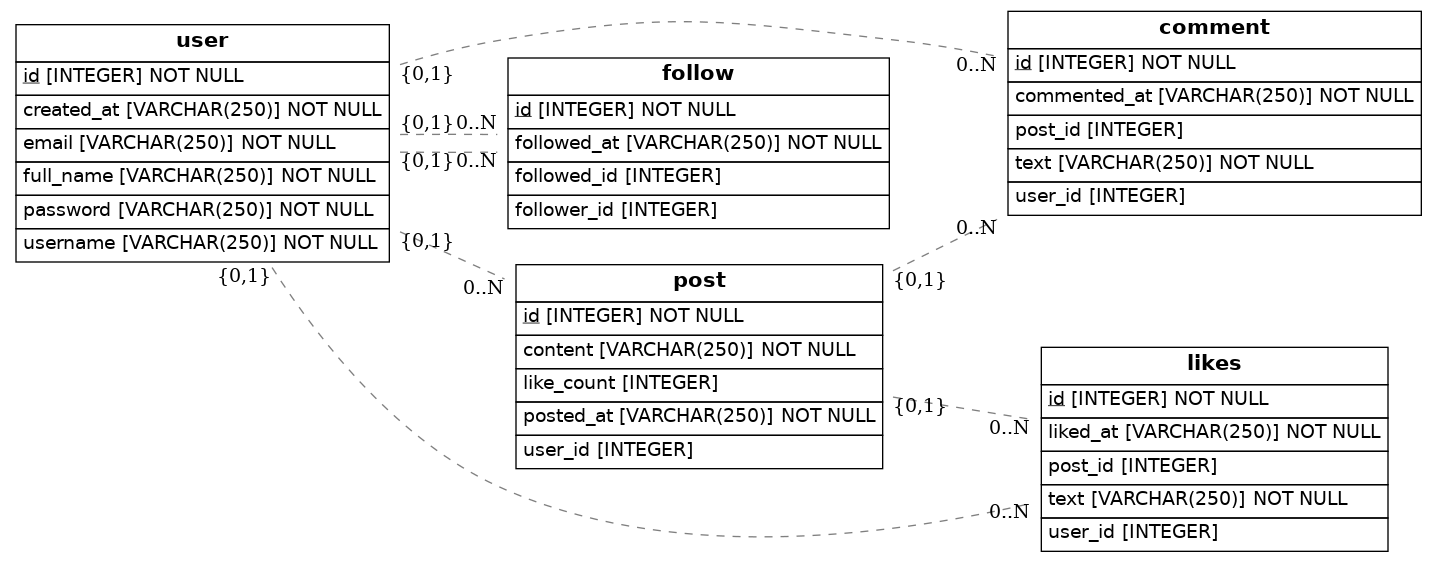 user
id [INTEGER] NOT NULL
created_at [VARCHAR(250)] NOT NULL
email [VARCHAR(250)] NOT NULL
full_name [VARCHAR(250)] NOT NULL
password [VARCHAR(250)] NOT NULL
username [VARCHAR(250)] NOT NULL
{0,1}
0..N
{0,1} 0..N
{0,1} 0..N
{0,1}
0..N
{0,1}
0..N
follow
id [INTEGER] NOT NULL
followed_at [VARCHAR(250)] NOT NULL
followed_id [INTEGER]
follower_id [INTEGER]
post
id [INTEGER] NOT NULL
content [VARCHAR(250)] NOT NULL
like_count [INTEGER]
posted_at [VARCHAR(250)] NOT NULL
user_id [INTEGER]
{0,1}
0..N
{0,1}
0..N
comment
id [INTEGER] NOT NULL
commented_at [VARCHAR(250)] NOT NULL
post_id [INTEGER]
text [VARCHAR(250)] NOT NULL
user_id [INTEGER]
likes
id [INTEGER] NOT NULL
liked_at [VARCHAR(250)] NOT NULL
post_id [INTEGER]
text [VARCHAR(250)] NOT NULL
user_id [INTEGER]